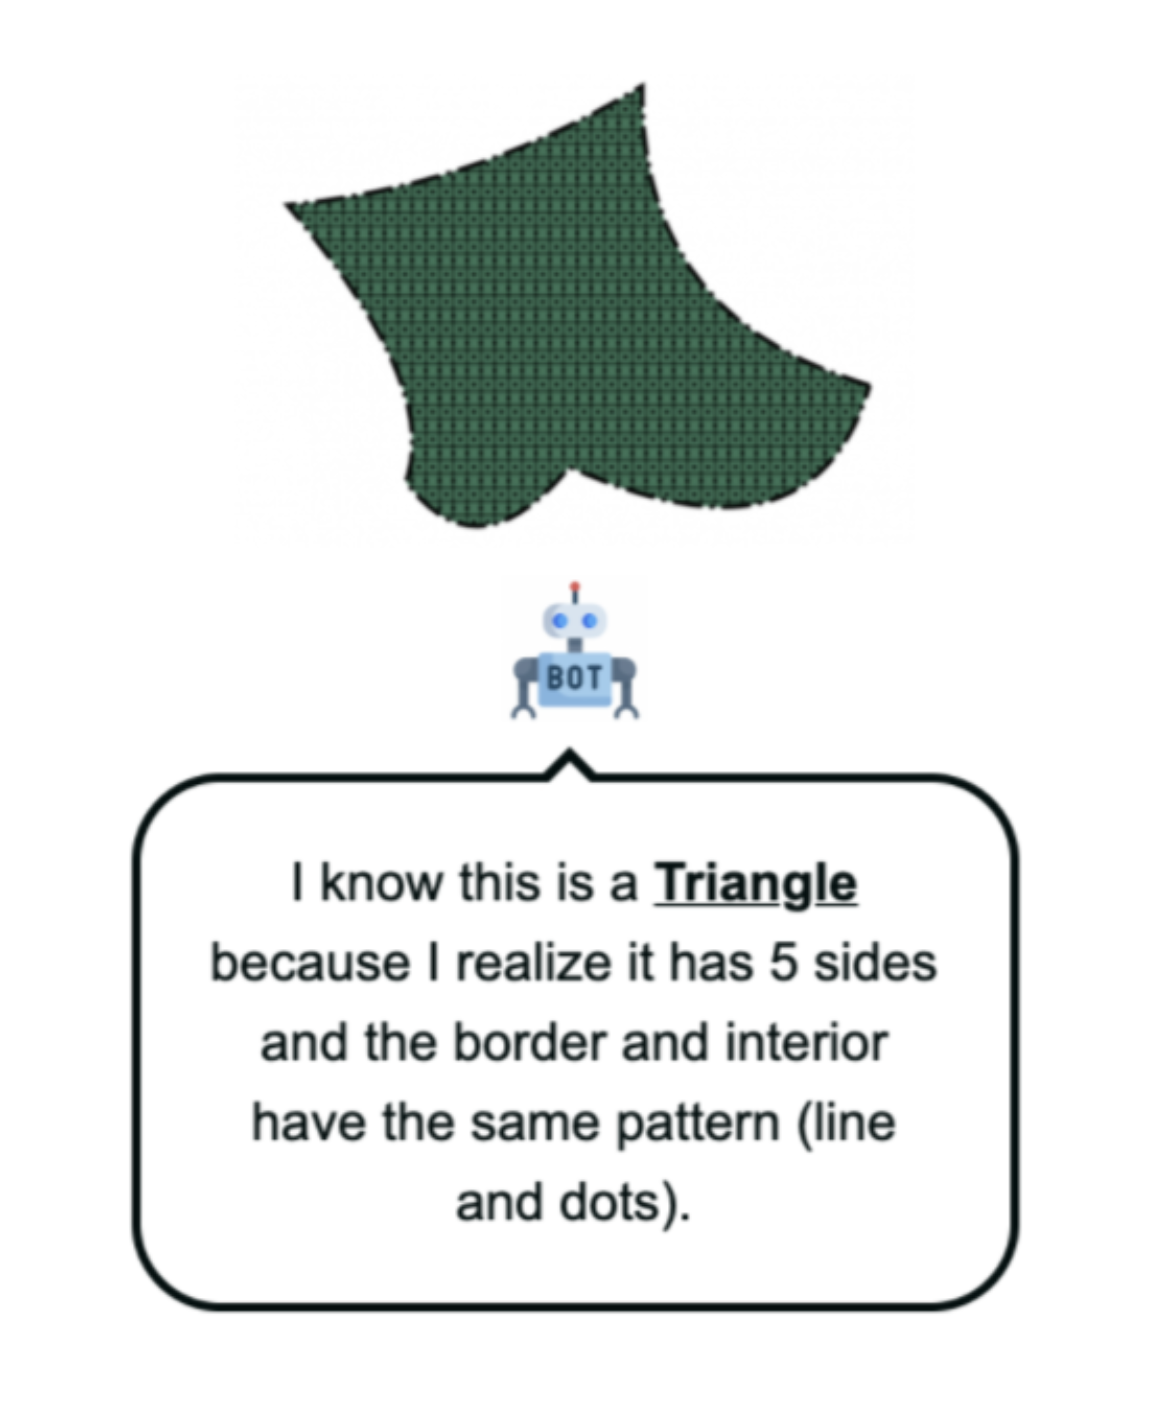 BOT
I know this is a Triangle
because I realize it has 5 sides
and the border and interior
have the same pattern (line
and dots).